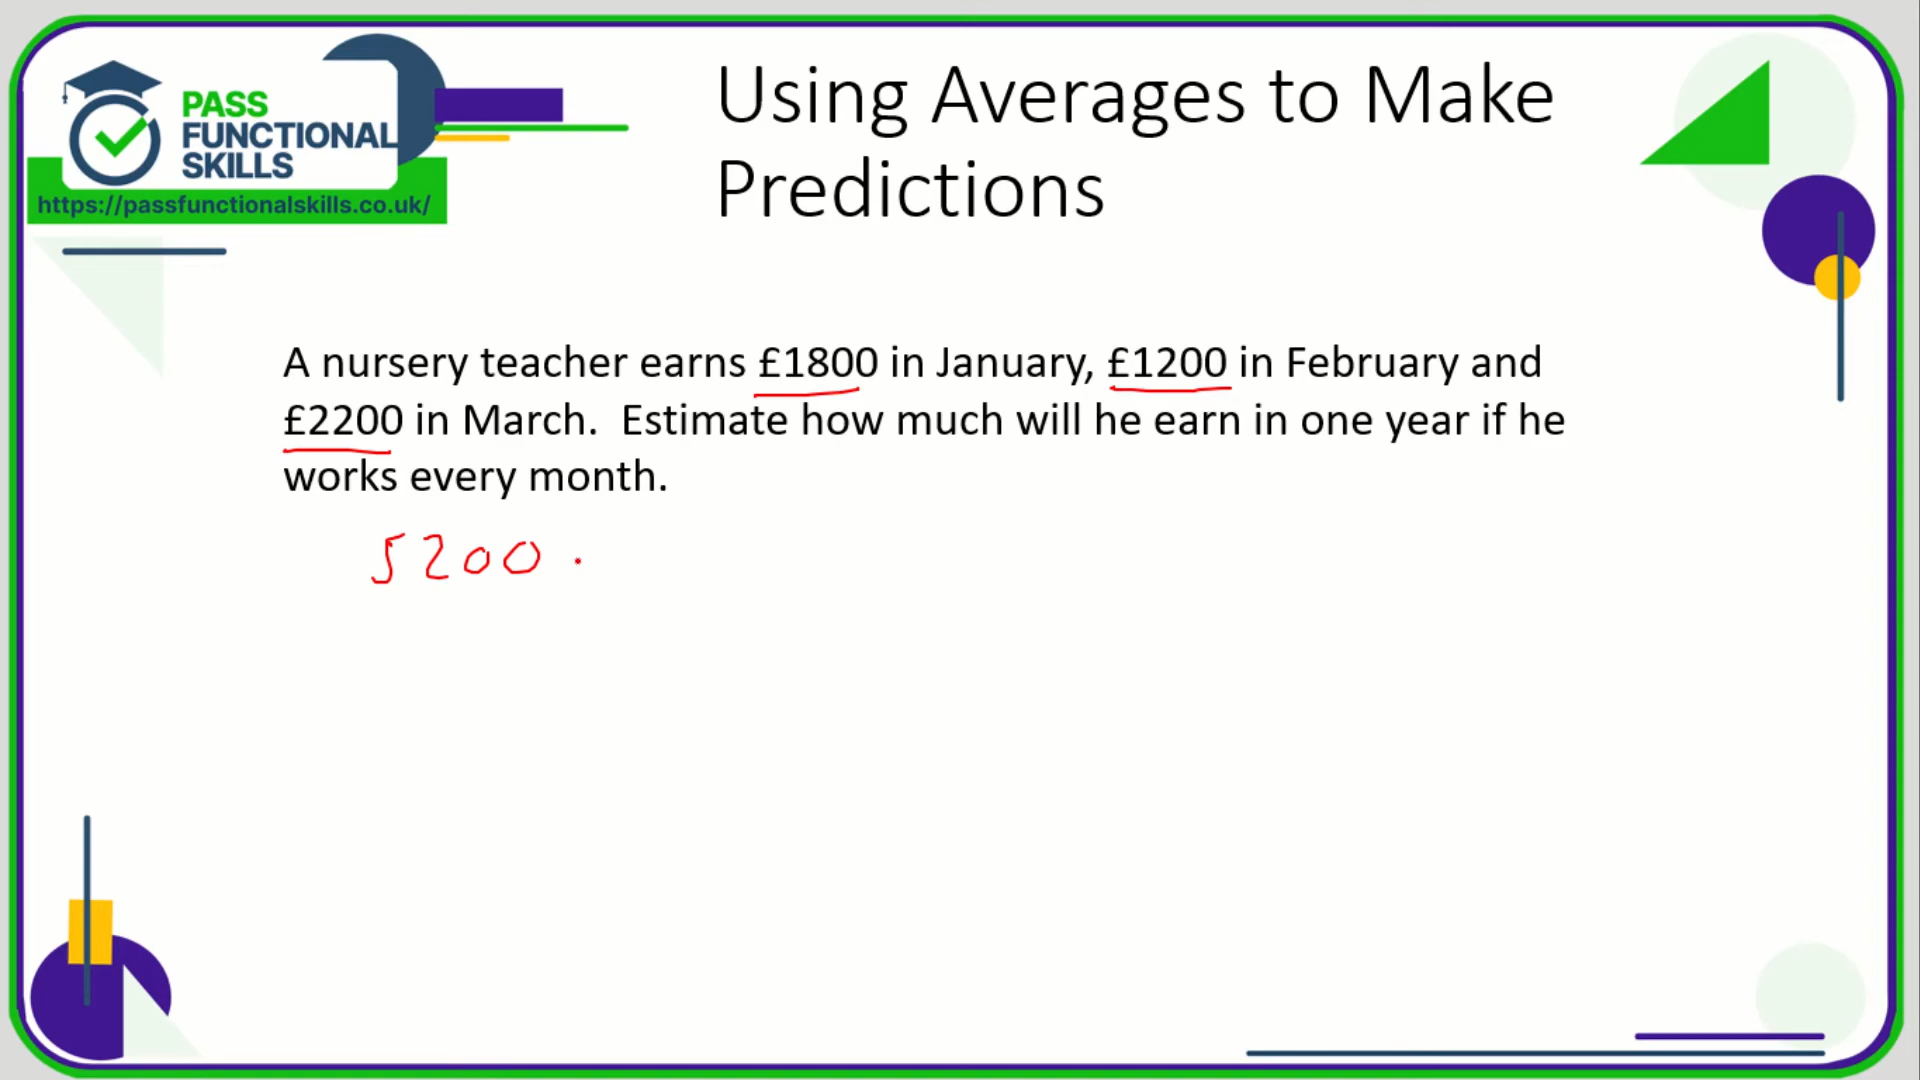 PASS
FUNCTIONAL
SKILLS
https://passfunctionalskills.co.uk/
Using Averages to Make
Predictions
A nursery teacher earns £1800 in January, £1200 in February and
£2200 in March.  Estimate how much will he earn in one year if he
works every month.
5200 .